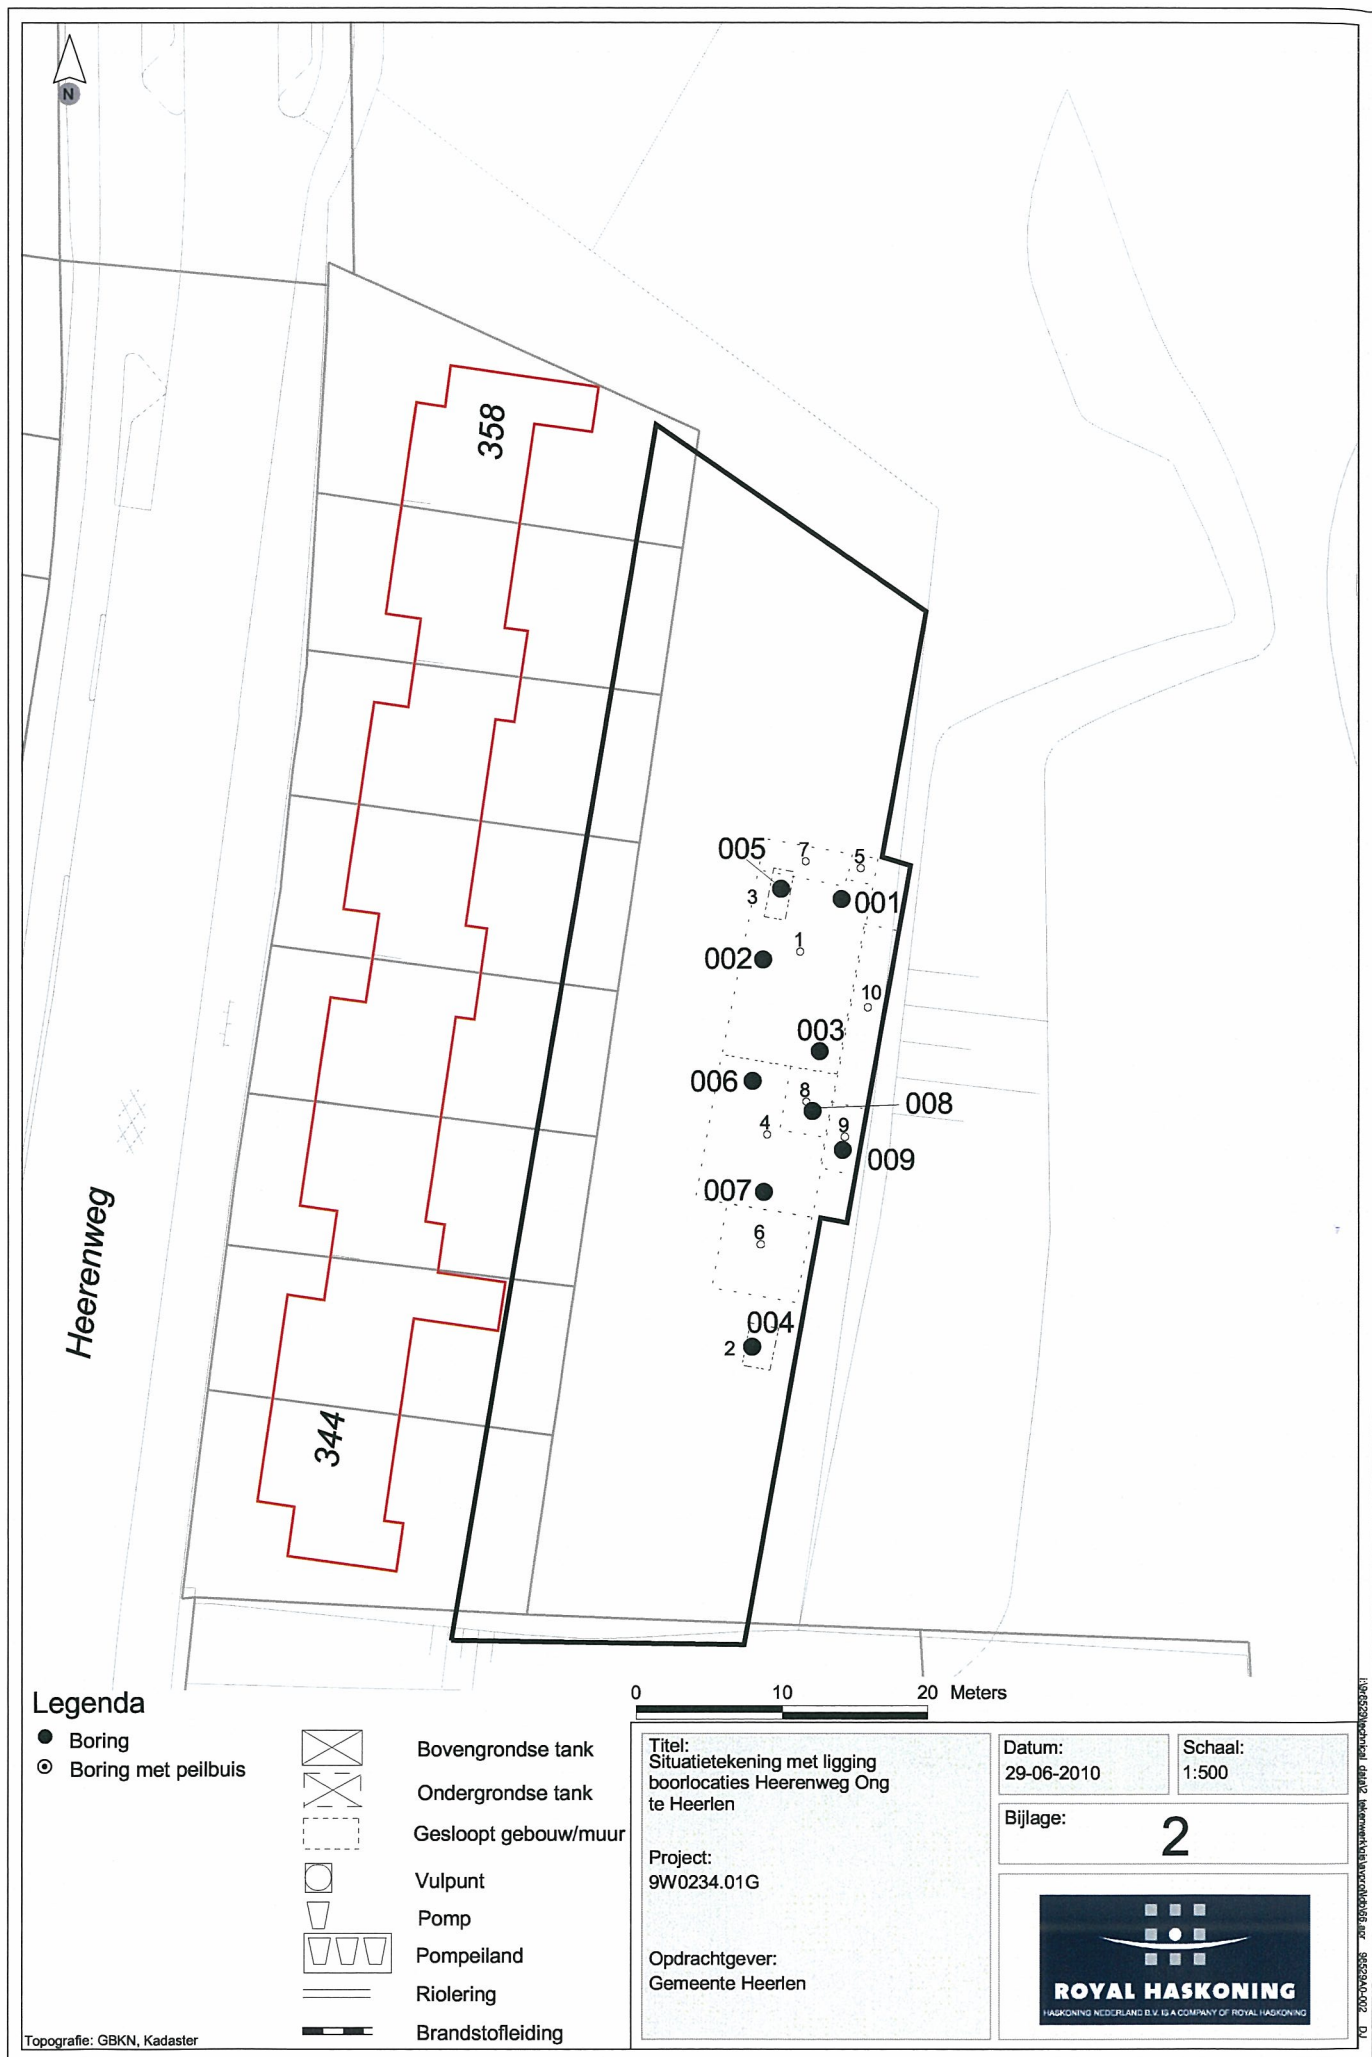 N
358
005
7
5
3
001
1
002
10
003
006
8
008
4
9
009
007
6
004
2
Heerenweg
344
0 10 20 Meters
Legenda
Boring
Boring met peilbuis
Bovengrondse tank
Ondergrondse tank
Gesloopt gebouw/muur
Vulpunt
Pomp
Pompeiland
Riolering
Brandstofleiding
Topografie: GBKN, Kadaster
Titel:
Situatietekening met ligging
boorlocaties Heerenweg Ong
te Heerlen
Project:
9W0234.01G
Opdrachtgever:
Gemeente Heerlen
Datum:
29-06-2010
Schaal:
1:500
Bijlage:
2
ROYAL HASKONING
HASKONING NEDERLAND B.V. IS A COMPANY OF ROYAL HASKONING